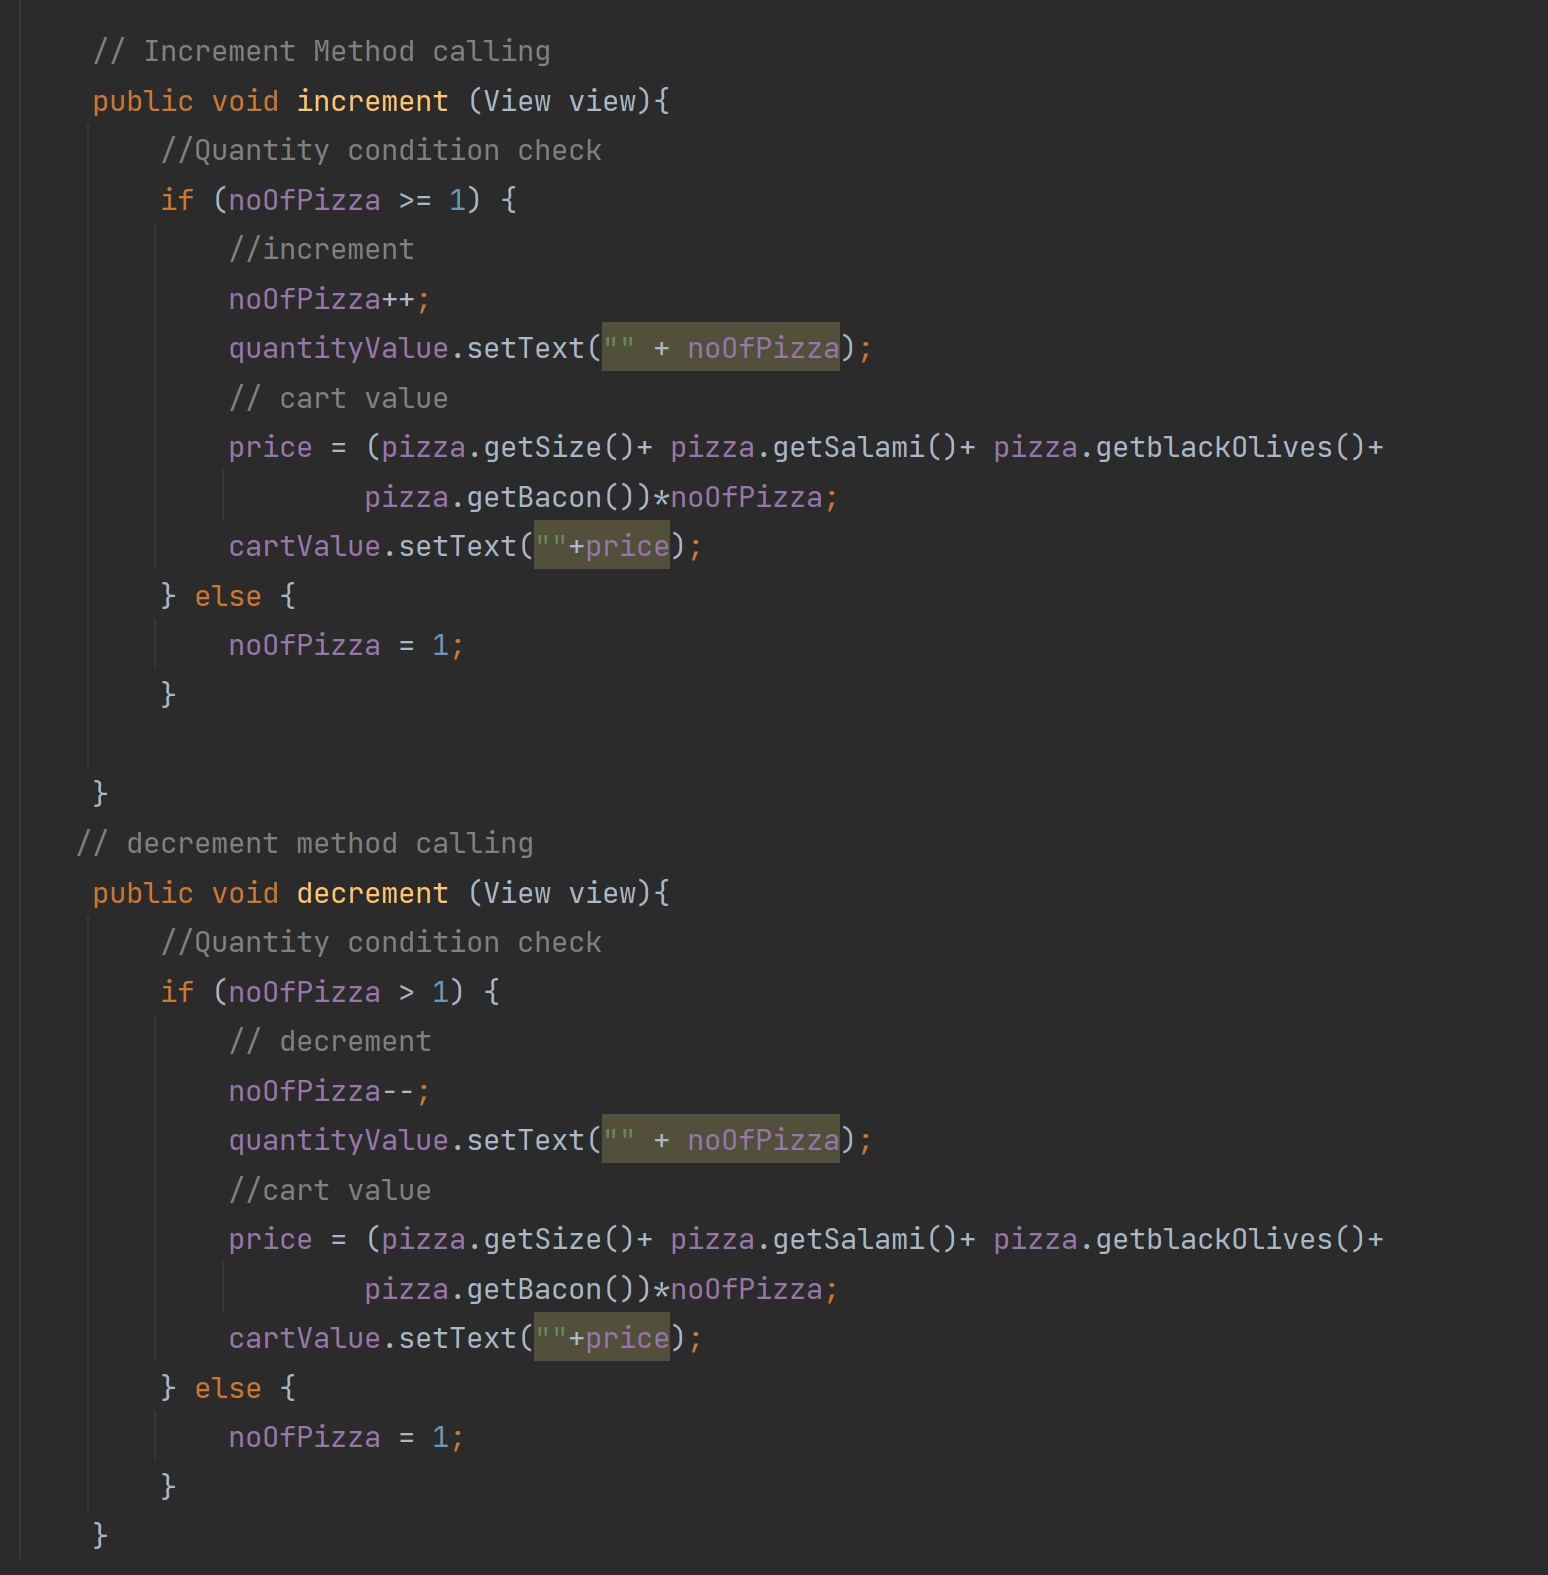 // Increment Method calling
public void increment (View view){
//Quantity condition check
if (noOfPizza >= 1) {
//increment
noOfPizza++;
quantityValue.setText("" + noOfPizza);
// cart value
price = (pizza.getSize()+ pizza.getSalami()+ pizza.getblackOlives()+
pizza.getBacon())*noOfPizza;
cartValue.setText(""+price);
} else {
noOfPizza = 1;
}
}
// decrement method calling
public void decrement (View view){
//Quantity condition check
if (noOfPizza > 1) {
// decrement
noOfPizza--;
quantityValue.setText("" + noOfPizza);
//cart value
price = (pizza.getSize()+ pizza.getSalami()+ pizza.getblackOlives()+
pizza.getBacon())*noOfPizza;
cartValue.setText(""+price);
} else {
noOfPizza = 1;
}
}